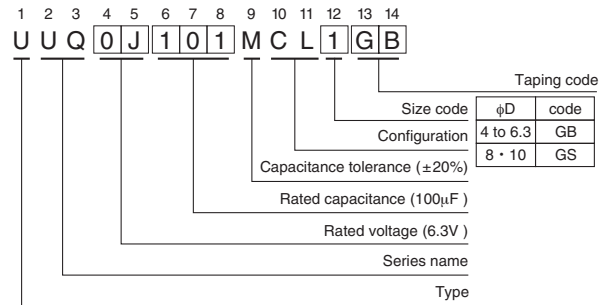 1 2 3 4 5 6 7 8 9 10 11 12 13 14
U U Q 0 J 1 0 1 M C L 1 G B
Taping code
Size code
φD code
4 to 6.3 GB
8・10 GS
Configuration
Capacitance tolerance (±20%)
Rated capacitance (100μF )
Rated voltage (6.3V )
Series name
Type